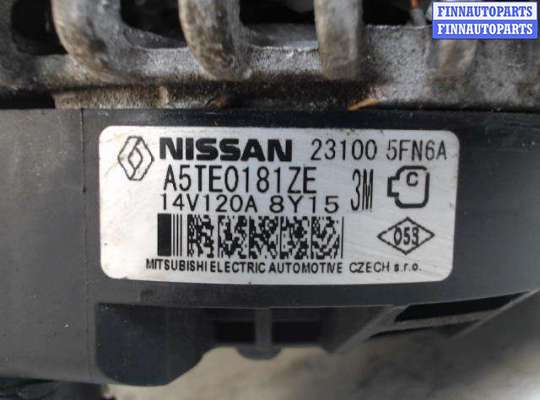 FINNAUTOPARTS
FINNAUTOPARTS
NISSAN 23100 5FN6A
A5TE0181ZE 3M C
14V120A 8Y15
053
MITSUBISHI ELECTRIC AUTOMOTIVE CZECH s.r.o.